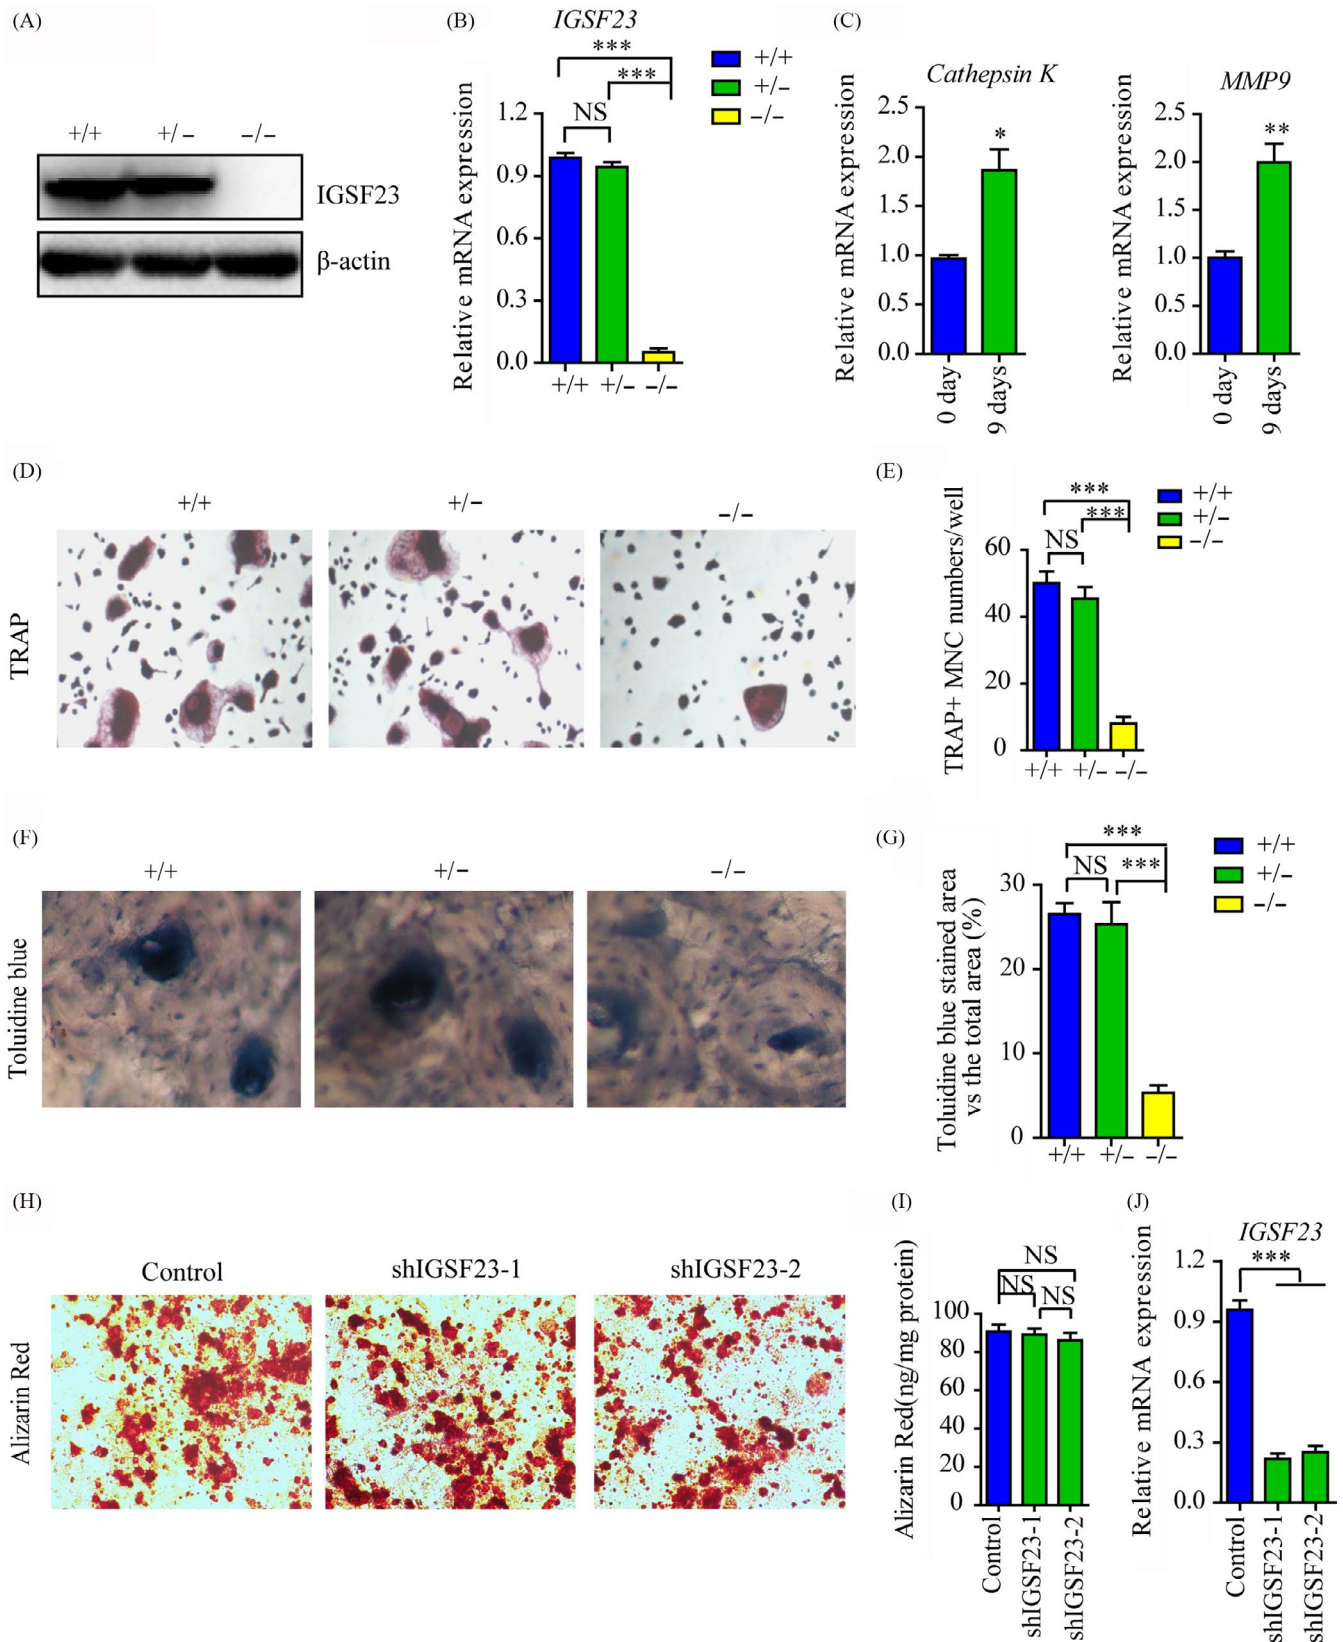 (A)
+/+ +/− −/−
IGSF23
β-actin
(B)
IGSF23
***
***
NS
Relative mRNA expression
1.2
0.9
0.6
0.3
0.0
+/+ +/− −/−
+/+
+/−
−/−
(C)
Cathepsin K
Relative mRNA expression
2.5
2.0
1.5
1.0
0.5
0.0
*
0 day
9 days
MMP9
Relative mRNA expression
2.5
2.0
1.5
1.0
0.5
0.0
**
0 day
9 days
(D)
+/+ +/− −/−
TRAP
(E)
***
***
NS
TRAP+ MNC numbers/well
60
40
20
0
+/+ +/− −/−
+/+
+/−
−/−
(F)
+/+ +/− −/−
Toluidine blue
(G)
***
NS ***
Toluidine blue stained area
vs the total area (%)
30
20
10
0
+/+ +/− −/−
+/+
+/−
−/−
(H)
Control shIGSF23-1 shIGSF23-2
Alizarin Red
(I)
NS
NS
NS
Alizarin Red(ng/mg protein)
100
80
60
40
20
0
Control
shIGSF23-1
shIGSF23-2
(J)
IGSF23
***
Relative mRNA expression
1.2
0.9
0.6
0.3
0.0
Control
shIGSF23-1
shIGSF23-2